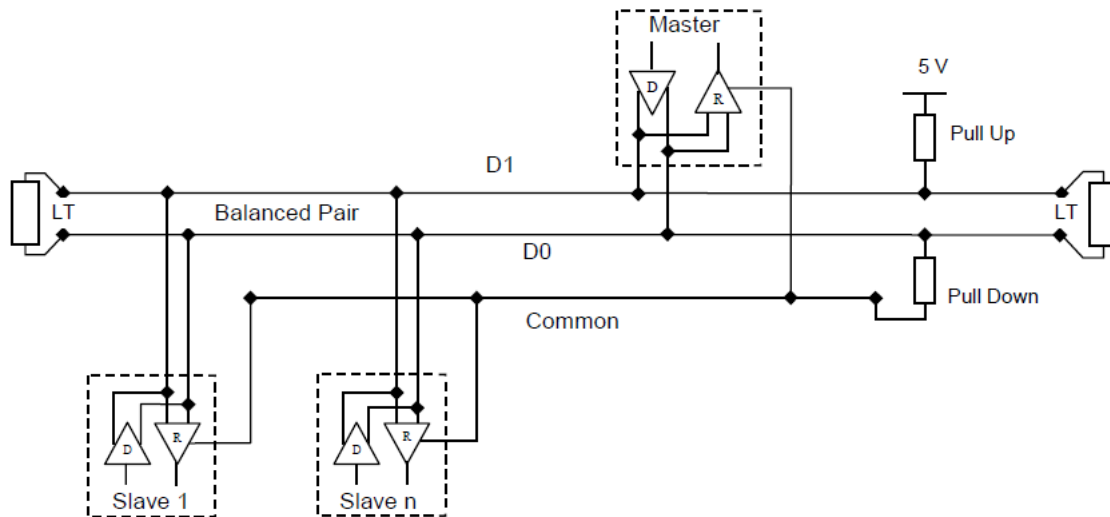 Master
D
R
5 V
Pull Up
D1
LT
Balanced Pair
LT
D0
Pull Down
Common
D
R
D
R
Slave 1
Slave n